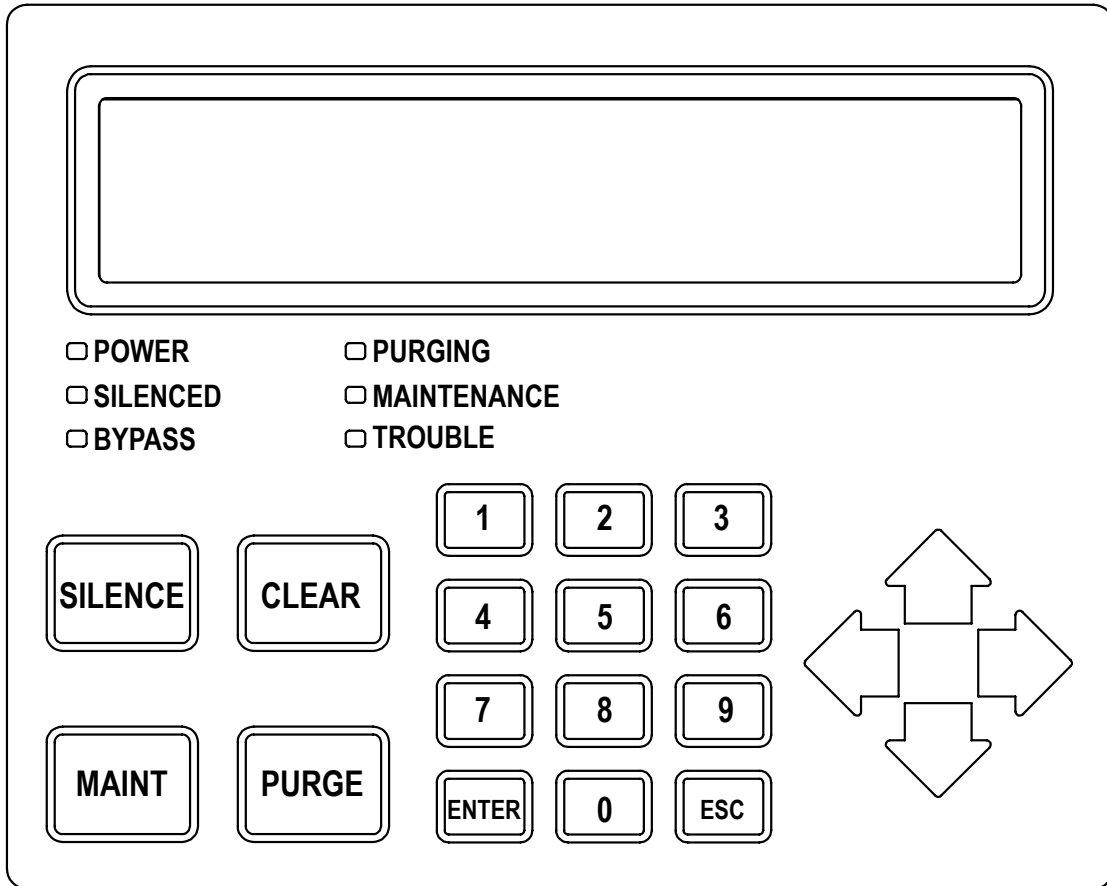 POWER PURGING
SILENCED MAINTENANCE
BYPASS TROUBLE
1 2 3
SILENCE CLEAR
4 5 6
7 8 9
MAINT PURGE
ENTER 0 ESC